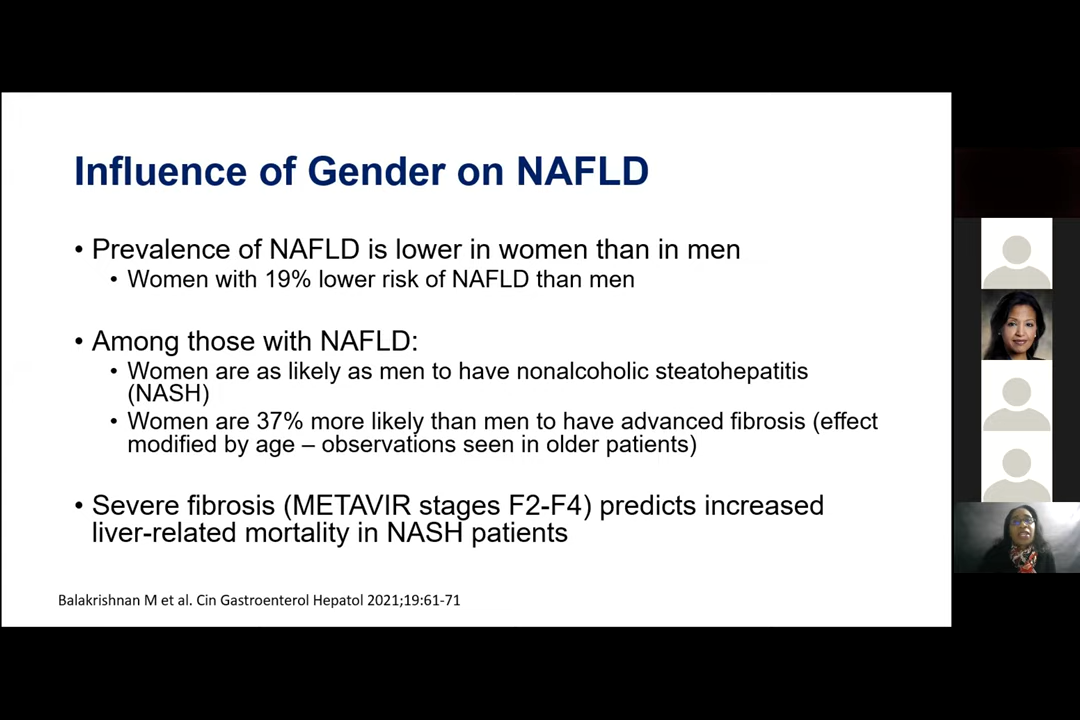 Influence of Gender on NAFLD
• Prevalence of NAFLD is lower in women than in men
• Women with 19% lower risk of NAFLD than men
• Among those with NAFLD:
• Women are as likely as men to have nonalcoholic steatohepatitis
(NASH)
• Women are 37% more likely than men to have advanced fibrosis (effect
modified by age – observations seen in older patients)
• Severe fibrosis (METAVIR stages F2-F4) predicts increased
liver-related mortality in NASH patients
Balakrishnan M et al. Cin Gastroenterol Hepatol 2021;19:61-71